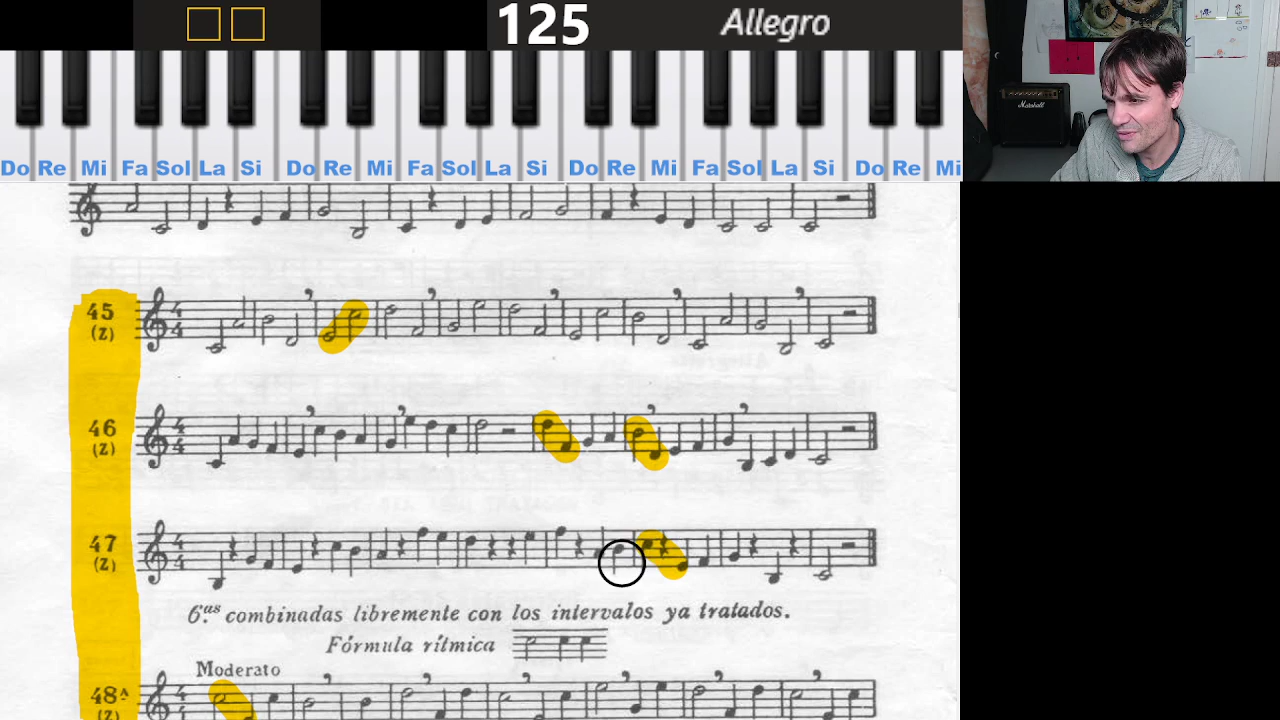 125 Allegro
Marshall
Do Re Mi Fa Sol La Si Do Re Mi Fa Sol La Si Do Re Mi Fa Sol La Si Do Re Mi
45
(Z)
46
(Z)
47
(Z)
6.as combinadas libremente con los intervalos ya tratados.
Fórmula rítmica
Moderato
48ᴬ
(Z)